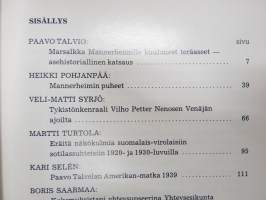 SISÄLLYS
PAAVO TALVIO: sivu
Marsalkka Mannerheimille kuuluneet teräaseet —
asehistoriallinen katsaus 7
HEIKKI POHJANPÄÄ:
Mannerheimin puheet 39
VELI-MATTI SYRJÖ:
Tykistönkenraali Vilho Petter Nenosen Venäjän
ajoilta 66
MARTTI TURTOLA:
Eräitä näkökulmia suomalais-virolaisiin
sotilassuhteisiin 1920- ja 1930-luvuilla 95
KARI SELÉN:
Paavo Talvelan Amerikan-matka 1939 111
BORIS SAARMAA: